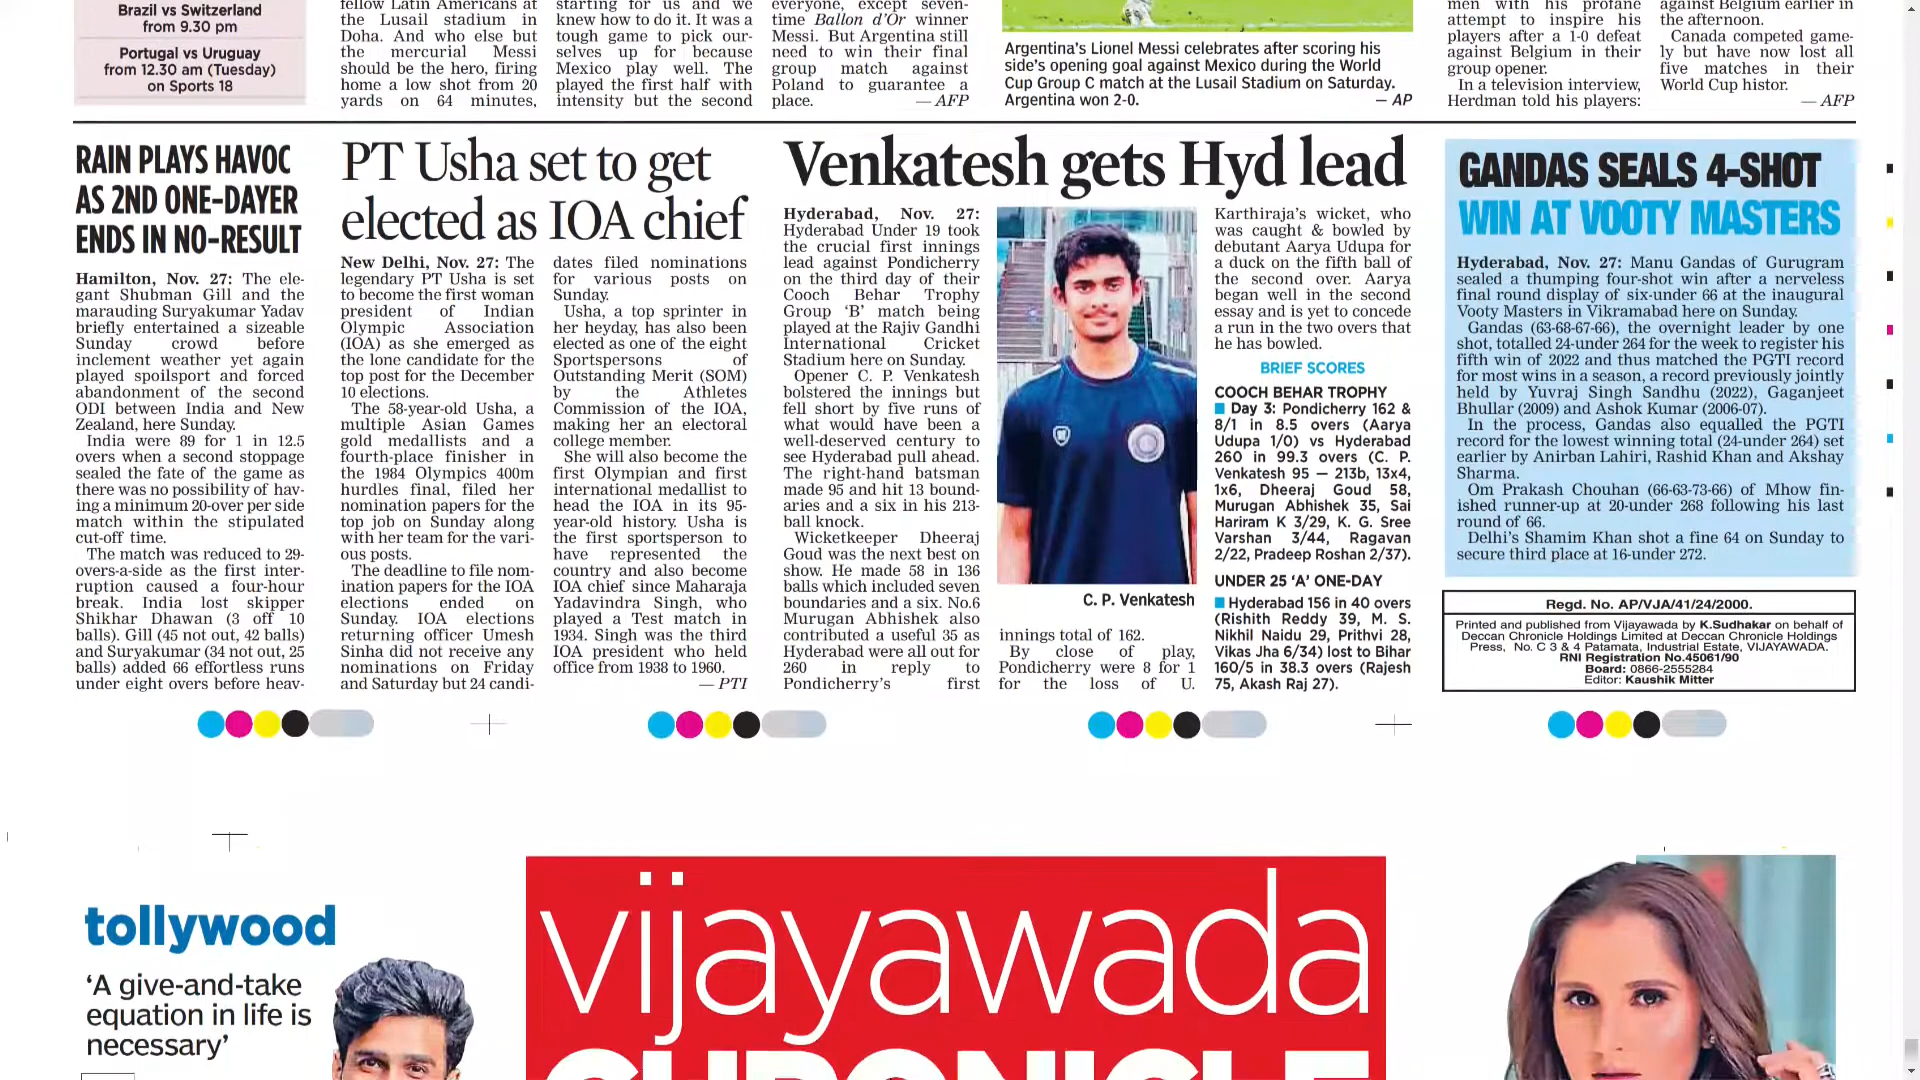 Brazil vs Switzerland
from 9.30 pm
Portugal vs Uruguay
from 12.30 am (Tuesday)
on Sports 18
fellow Latin Americans at
the Lusail stadium in
Doha. And who else but
the mercurial Messi
should be the hero, firing
home a low shot from 20
yards on 64 minutes,
starting for us and we
knew how to do it. It was a
tough game to pick our-
selves up for because
Mexico play well. The
played the first half with
intensity but the second
everyone, except seven-
time Ballon d'Or winner
Messi. But Argentina still
need to win their final
group match against
Poland to guarantee a
place. — AFP
Argentina's Lionel Messi celebrates after scoring his
side's opening goal against Mexico during the World
Cup Group C match at the Lusail Stadium on Saturday.
Argentina won 2-0. — AP
men with his profane
attempt to inspire his
players after a 1-0 defeat
against Belgium in their
group opener.
In a television interview,
Herdman told his players:
against Belgium earlier in
the afternoon.
Canada competed game-
ly but have now lost all
five matches in their
World Cup histor.
— AFP
RAIN PLAYS HAVOC
AS 2ND ONE-DAYER
ENDS IN NO-RESULT
Hamilton, Nov. 27: The ele-
gant Shubman Gill and the
marauding Suryakumar Yadav
briefly entertained a sizeable
Sunday crowd before
inclement weather yet again
played spoilsport and forced
abandonment of the second
ODI between India and New
Zealand, here Sunday.
India were 89 for 1 in 12.5
overs when a second stoppage
sealed the fate of the game as
there was no possibility of hav-
ing a minimum 20-over per side
match within the stipulated
cut-off time.
The match was reduced to 29-
overs-a-side as the first inter-
ruption caused a four-hour
break. India lost skipper
Shikhar Dhawan (3 off 10
balls). Gill (45 not out, 42 balls)
and Suryakumar (34 not out, 25
balls) added 66 effortless runs
under eight overs before heav-
PT Usha set to get
elected as IOA chief
New Delhi, Nov. 27: The
legendary PT Usha is set
to become the first woman
president of Indian
Olympic Association
(IOA) as she emerged as
the lone candidate for the
top post for the December
10 elections.
The 58-year-old Usha, a
multiple Asian Games
gold medallists and a
fourth-place finisher in
the 1984 Olympics 400m
hurdles final, filed her
nomination papers for the
top job on Sunday along
with her team for the vari-
ous posts.
The deadline to file nom-
ination papers for the IOA
elections ended on
Sunday. IOA elections
returning officer Umesh
Sinha did not receive any
nominations on Friday
and Saturday but 24 candi-
dates filed nominations
for various posts on
Sunday.
Usha, a top sprinter in
her heyday, has also been
elected as one of the eight
Sportspersons of
Outstanding Merit (SOM)
by the Athletes
Commission of the IOA,
making her an electoral
college member.
She will also become the
first Olympian and first
international medallist to
head the IOA in its 95-
year-old history. Usha is
the first sportsperson to
have represented the
country and also become
IOA chief since Maharaja
Yadavindra Singh, who
played a Test match in
1934. Singh was the third
IOA president who held
office from 1938 to 1960.
— PTI
Venkatesh gets Hyd lead
Hyderabad, Nov. 27:
Hyderabad Under 19 took
the crucial first innings
lead against Pondicherry
on the third day of their
Cooch Behar Trophy
Group 'B' match being
played at the Rajiv Gandhi
International Cricket
Stadium here on Sunday.
Opener C. P. Venkatesh
bolstered the innings but
fell short by five runs of
what would have been a
well-deserved century to
see Hyderabad pull ahead.
The right-hand batsman
made 95 and hit 13 bound-
aries and a six in his 213-
ball knock.
Wicketkeeper Dheeraj
Goud was the next best on
show. He made 58 in 136
balls which included seven
boundaries and a six. No.6
Murugan Abhishek also
contributed a useful 35 as
Hyderabad were all out for
260 in reply to
Pondicherry's first
C. P. Venkatesh
innings total of 162.
By close of play,
Pondicherry were 8 for 1
for the loss of U.
Karthiraja's wicket, who
was caught & bowled by
debutant Aarya Udupa for
a duck on the fifth ball of
the second over. Aarya
began well in the second
essay and is yet to concede
a run in the two overs that
he has bowled.
BRIEF SCORES
COOCH BEHAR TROPHY
Day 3: Pondicherry 162 &
8/1 in 8.5 overs (Aarya
Udupa 1/0) vs Hyderabad
260 in 99.3 overs (C. P.
Venkatesh 95 — 213b, 13x4,
1x6, Dheeraj Goud 58,
Murugan Abhishek 35, Sai
Hariram K 3/29, K. G. Sree
Varshan 3/44, Ragavan
2/22, Pradeep Roshan 2/37).
UNDER 25 'A' ONE-DAY
Hyderabad 156 in 40 overs
(Rishith Reddy 39, M. S.
Nikhil Naidu 29, Prithvi 28,
Vikas Jha 6/34) lost to Bihar
160/5 in 38.3 overs (Rajesh
75, Akash Raj 27).
GANDAS SEALS 4-SHOT
WIN AT VOOTY MASTERS
Hyderabad, Nov. 27: Manu Gandas of Gurugram
sealed a thumping four-shot win after a nerveless
final round display of six-under 66 at the inaugural
Vooty Masters in Vikramabad here on Sunday.
Gandas (63-68-67-66), the overnight leader by one
shot, totalled 24-under 264 for the week to register his
fifth win of 2022 and thus matched the PGTI record
for most wins in a season, a record previously jointly
held by Yuvraj Singh Sandhu (2022), Gaganjeet
Bhullar (2009) and Ashok Kumar (2006-07).
In the process, Gandas also equalled the PGTI
record for the lowest winning total (24-under 264) set
earlier by Anirban Lahiri, Rashid Khan and Akshay
Sharma.
Om Prakash Chouhan (66-63-73-66) of Mhow fin-
ished runner-up at 20-under 268 following his last
round of 66.
Delhi's Shamim Khan shot a fine 64 on Sunday to
secure third place at 16-under 272.
Regd. No. AP/VJA/41/24/2000.
Printed and published from Vijayawada by K.Sudhakar on behalf of
Deccan Chronicle Holdings Limited at Deccan Chronicle Holdings
Press, No. C 3 & 4 Patamata, Industrial Estate, VIJAYAWADA.
RNI Registration No.45061/90
Board: 0866-2555284
Editor: Kaushik Mitter
tollywood
'A give-and-take
equation in life is
necessary'
vijayawada
CHRONICLE